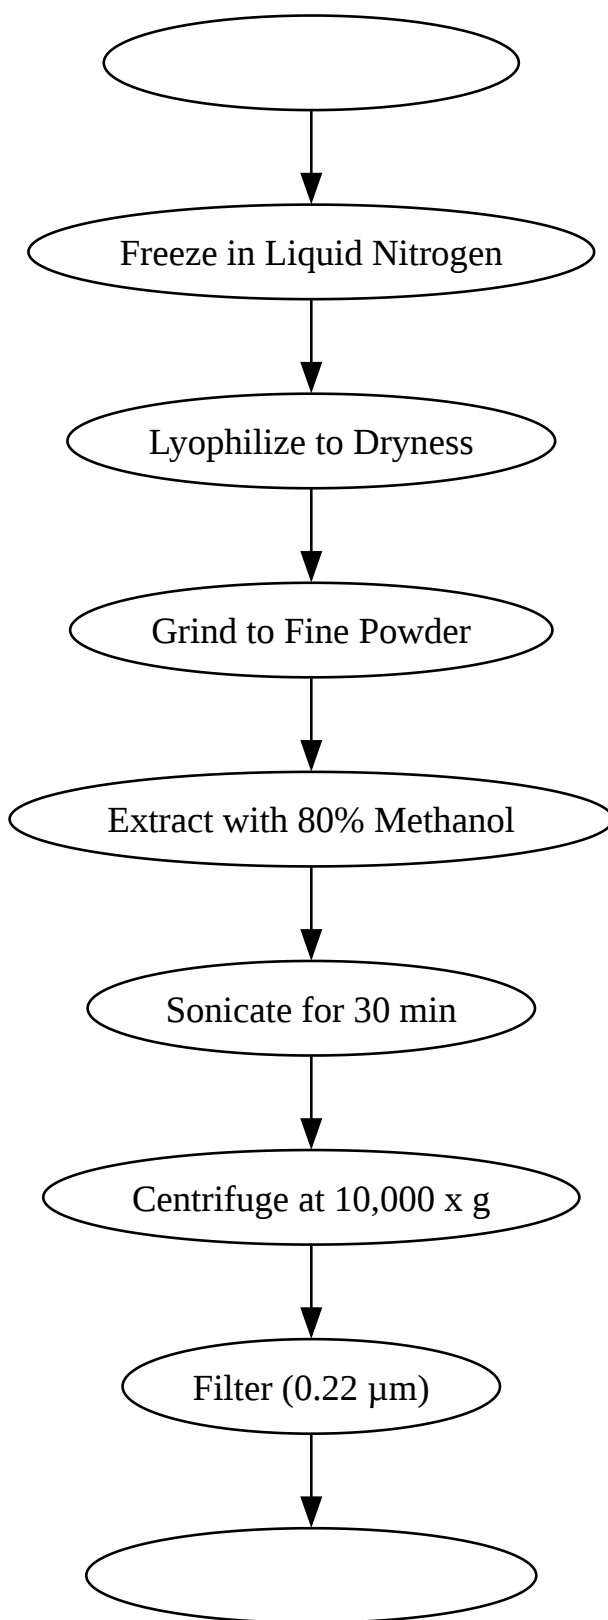 Freeze in Liquid Nitrogen
Lyophilize to Dryness
Grind to Fine Powder
Extract with 80% Methanol
Sonicate for 30 min
Centrifuge at 10,000 x g
Filter (0.22 µm)